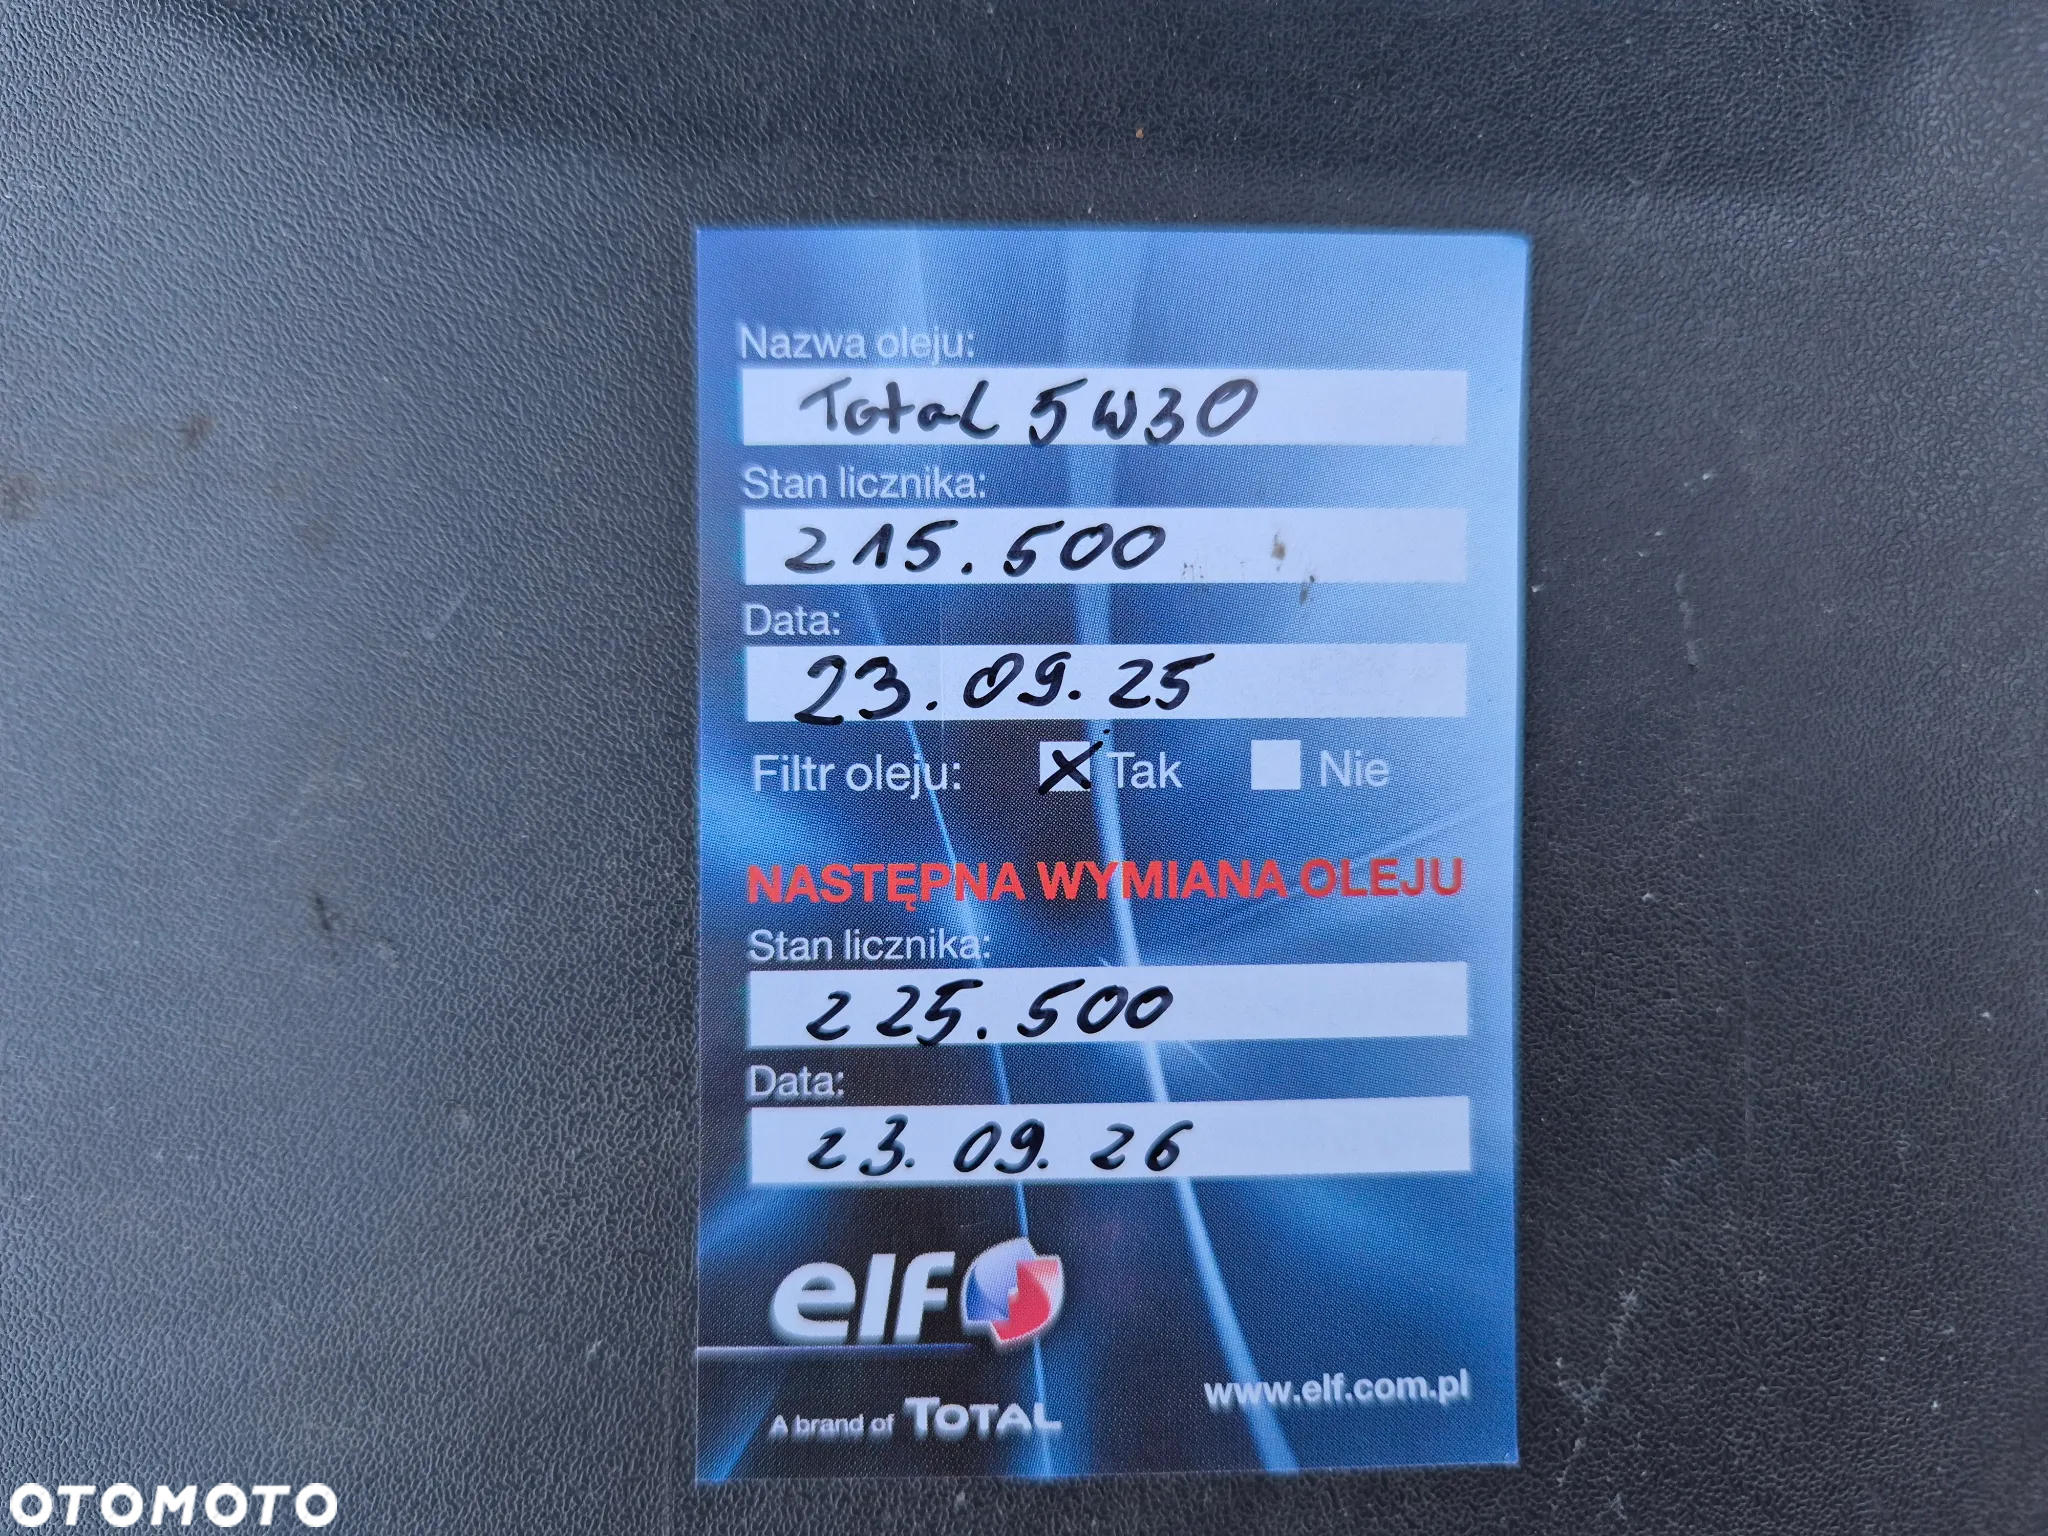 Nazwa oleju:
Total 5W30
Stan licznika:
215.500
Data:
23.09.25
Filtr oleju: Tak Nie
NASTĘPNA WYMIANA OLEJU
Stan licznika:
225.500
Data:
23.09.26
elf
A brand of TOTAL
www.elf.com.pl
OTOMOTO